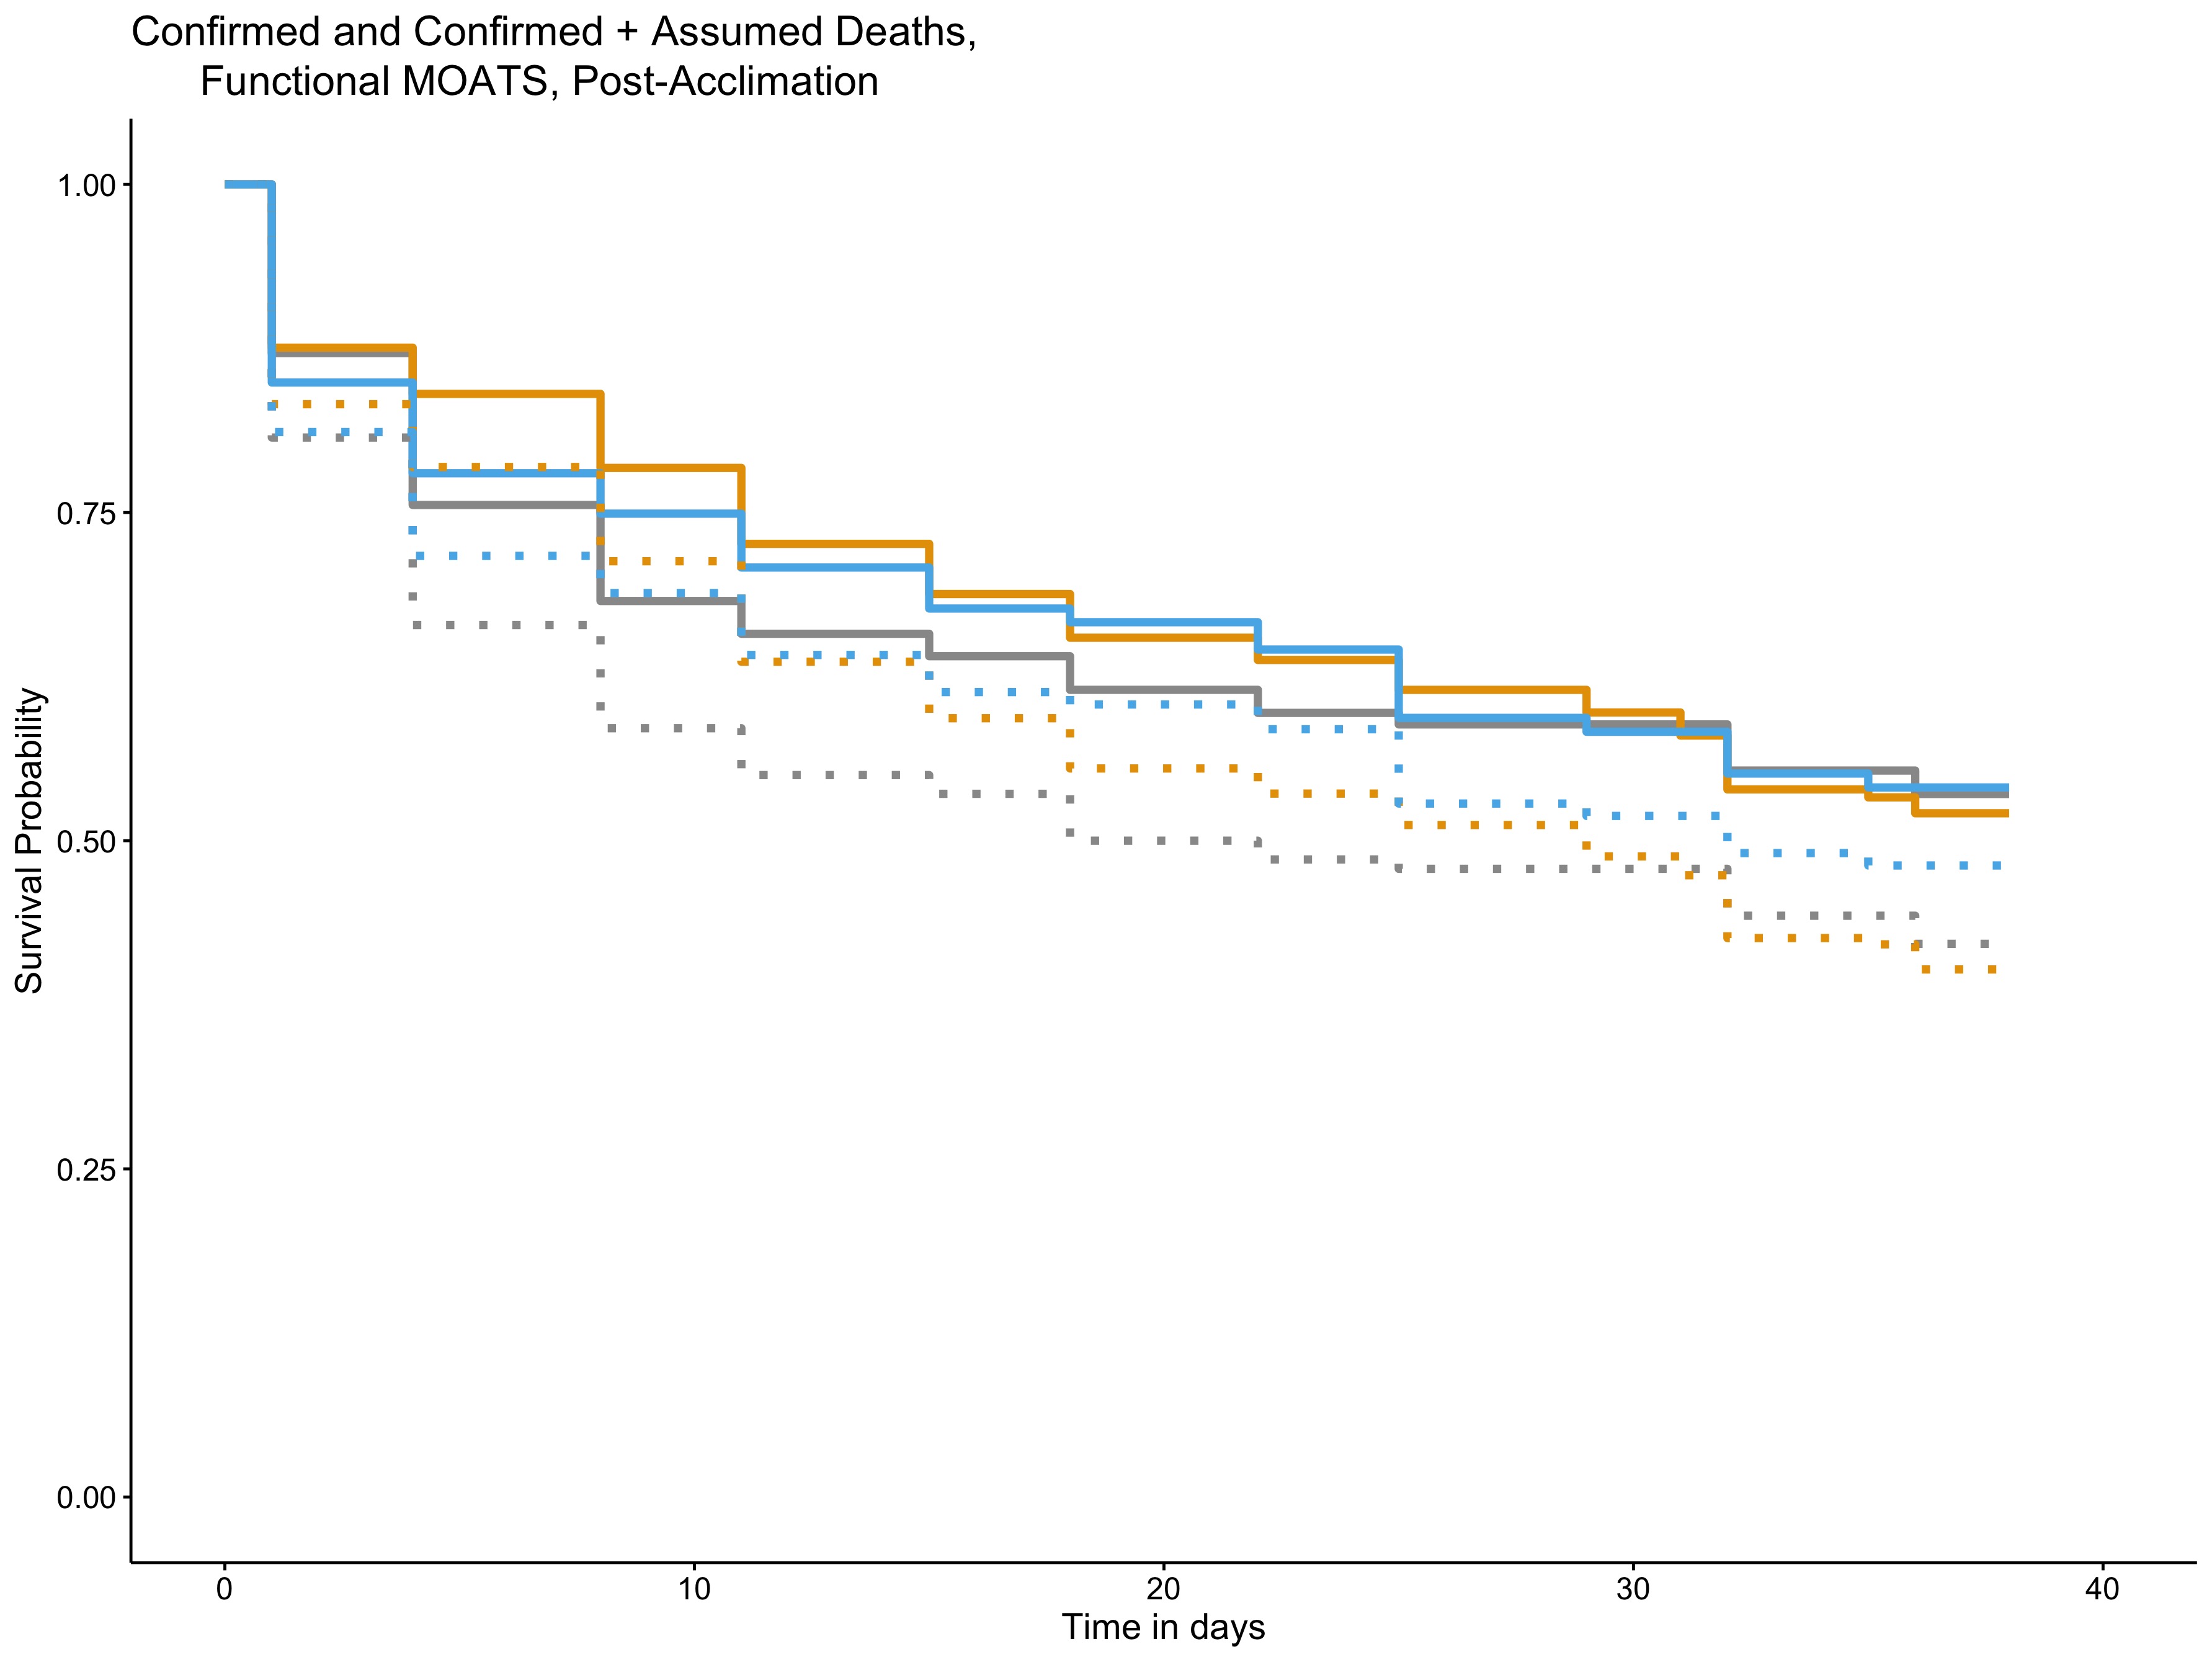 Confirmed and Confirmed + Assumed Deaths,
Functional MOATS, Post-Acclimation
Survival Probability
1.00
0.75
0.50
0.25
0.00
0 10 20 30 40
Time in days